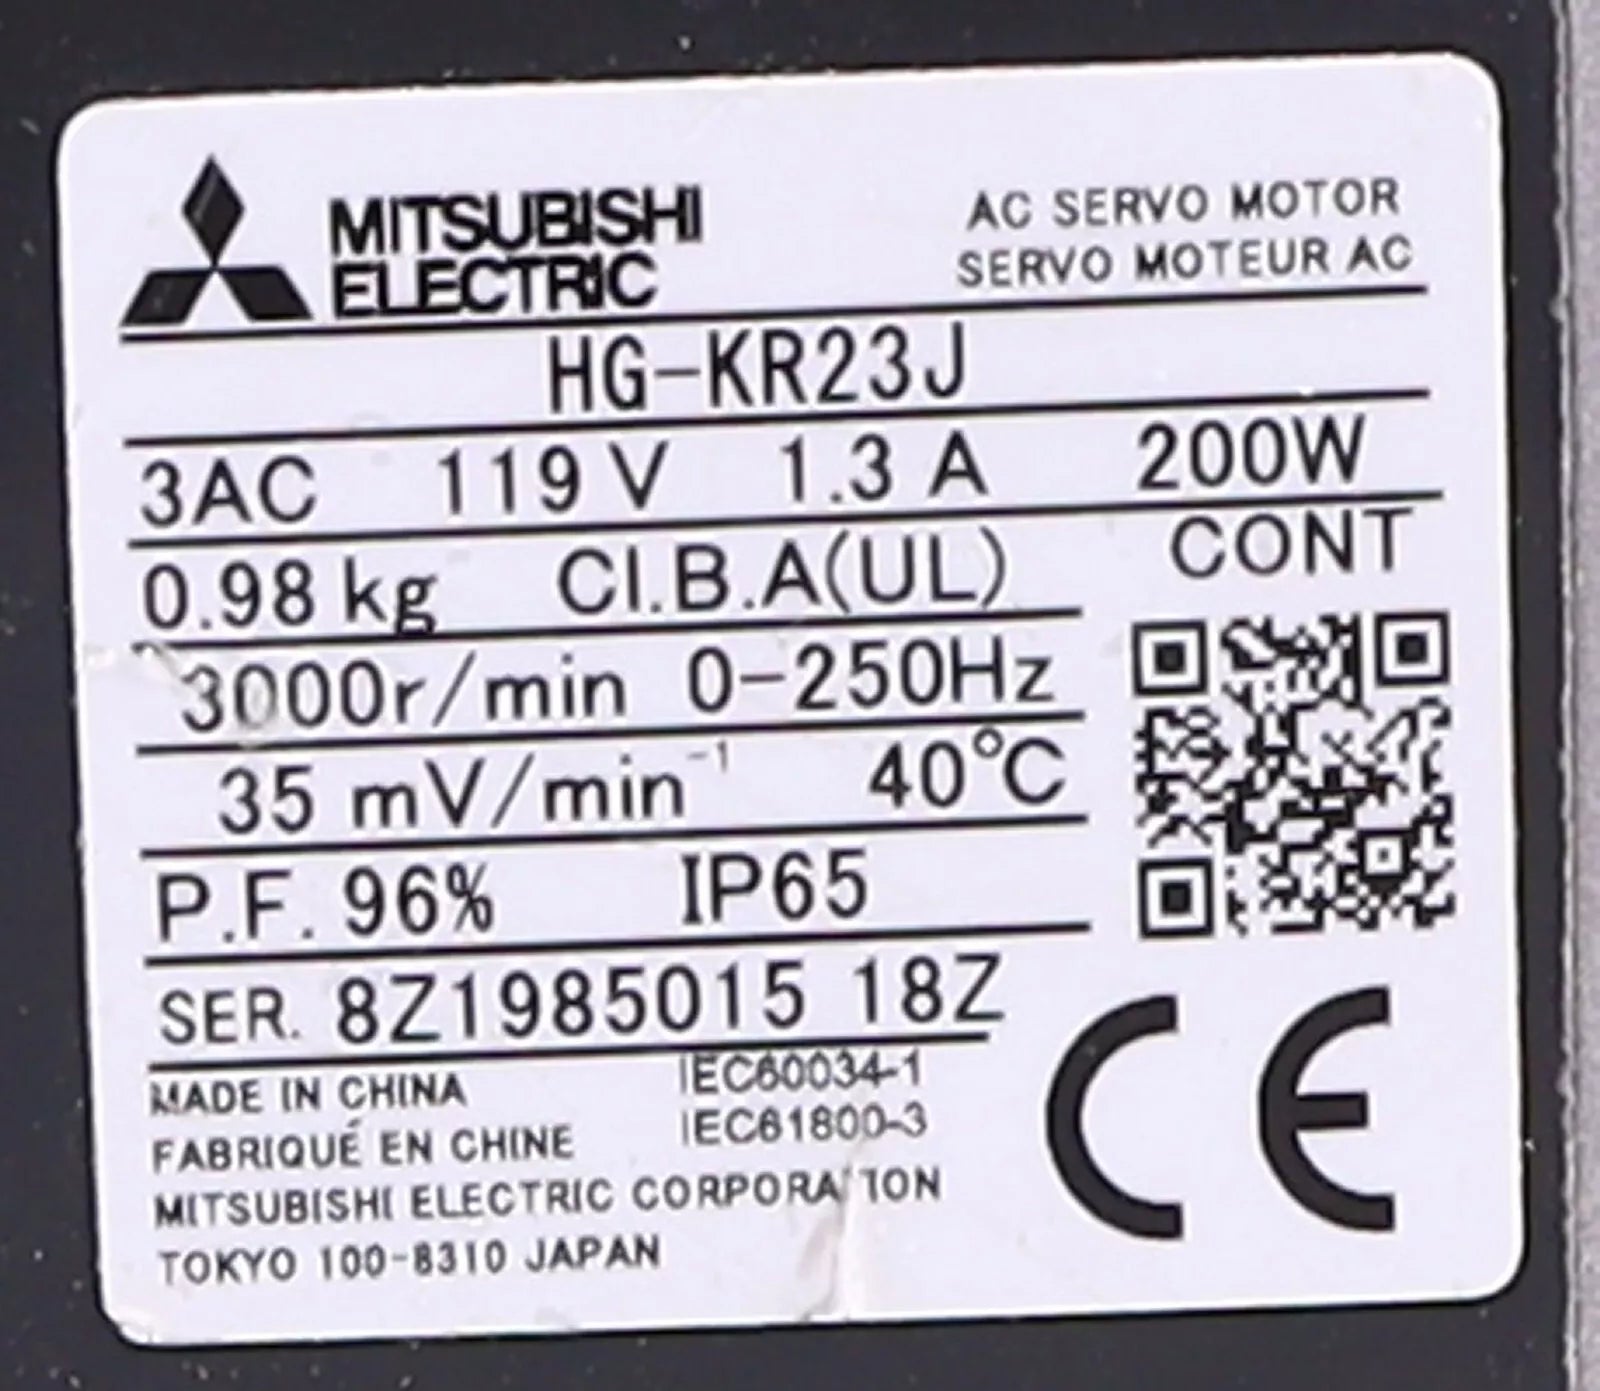 MITSUBISHI
ELECTRIC
AC SERVO MOTOR
SERVO MOTEUR AC
HG-KR23J
3AC 119 V 1.3 A 200W
0.98 kg Cl.B.A(UL) CONT
3000r/min 0-250Hz
35 mV/min⁻¹ 40°C
P.F. 96% IP65
SER. 8Z1985015 18Z
MADE IN CHINA IEC60034-1
FABRIQUÉ EN CHINE IEC61800-3
MITSUBISHI ELECTRIC CORPORATION
TOKYO 100-8310 JAPAN
CE